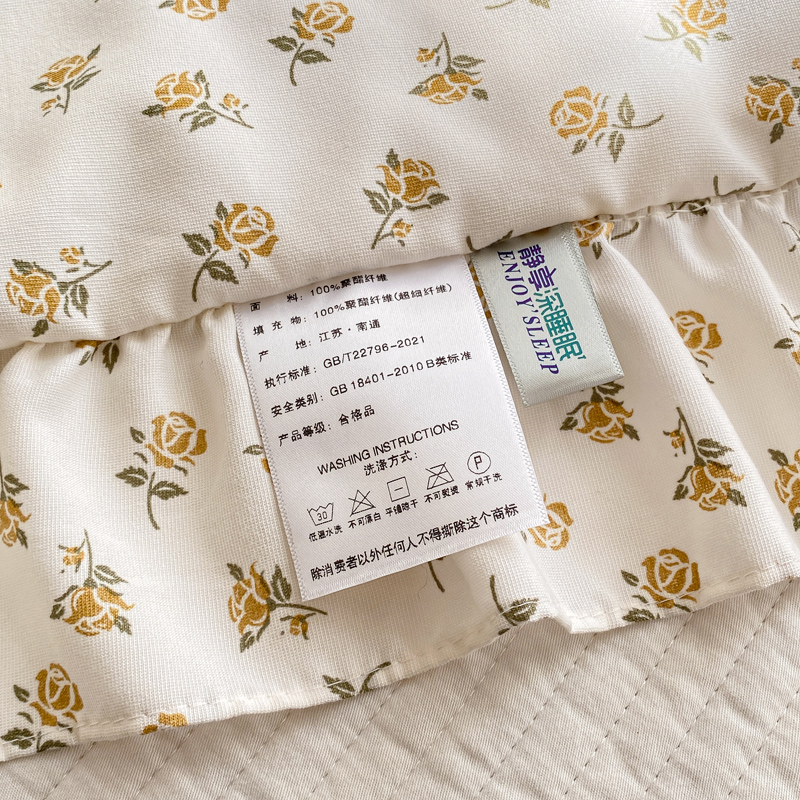 面 料: 100%聚酯纤维
填 充 物: 100%聚酯纤维(超细纤维)
产 地: 江苏·南通
执行标准: GB/T22796-2021
安全类别: GB 18401-2010 B类标准
产品等级: 合格品
WASHING INSTRUCTIONS
洗涤方式:
30
P
低温水洗 不可漂白 平铺晾干 不可熨烫 常规干洗
除消费者以外任何人不得撕除这个商标
静享深睡眠
ENJOY'SLEEP